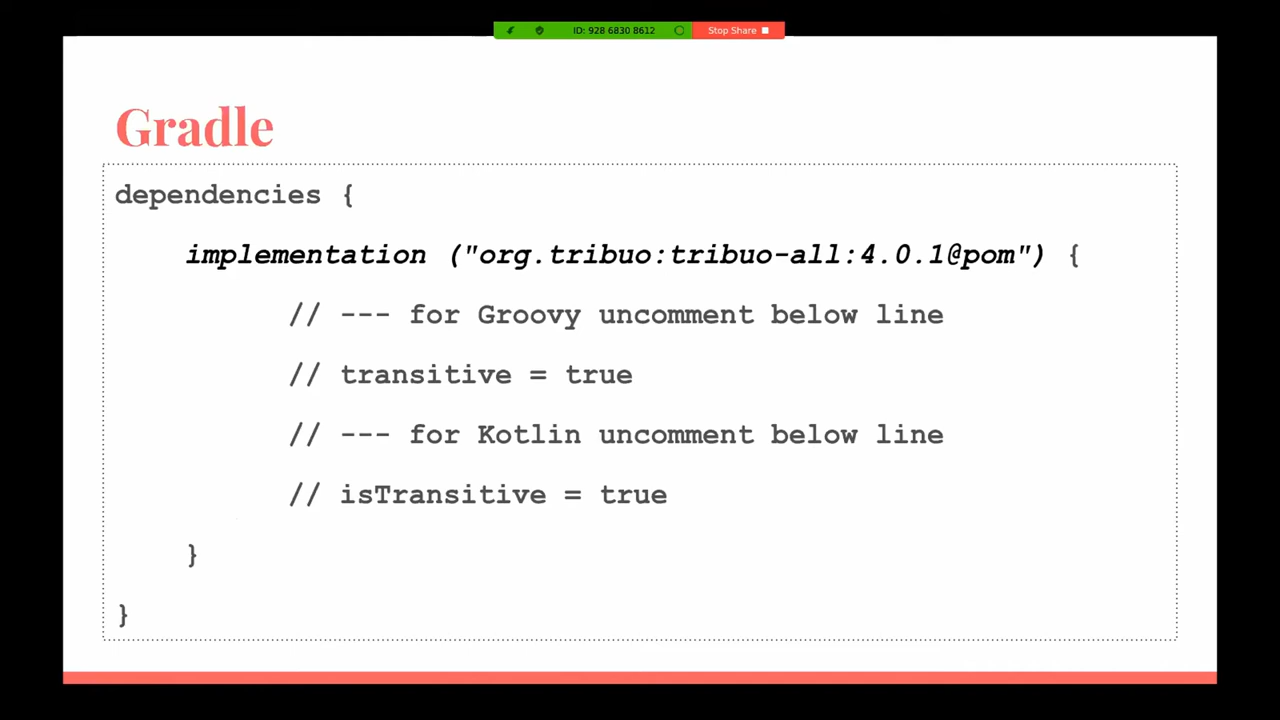 ID: 928 6830 8612
Stop Share
Gradle
dependencies {
implementation ("org.tribuo:tribuo-all:4.0.1@pom") {
// --- for Groovy uncomment below line
// transitive = true
// --- for Kotlin uncomment below line
// isTransitive = true
}
}